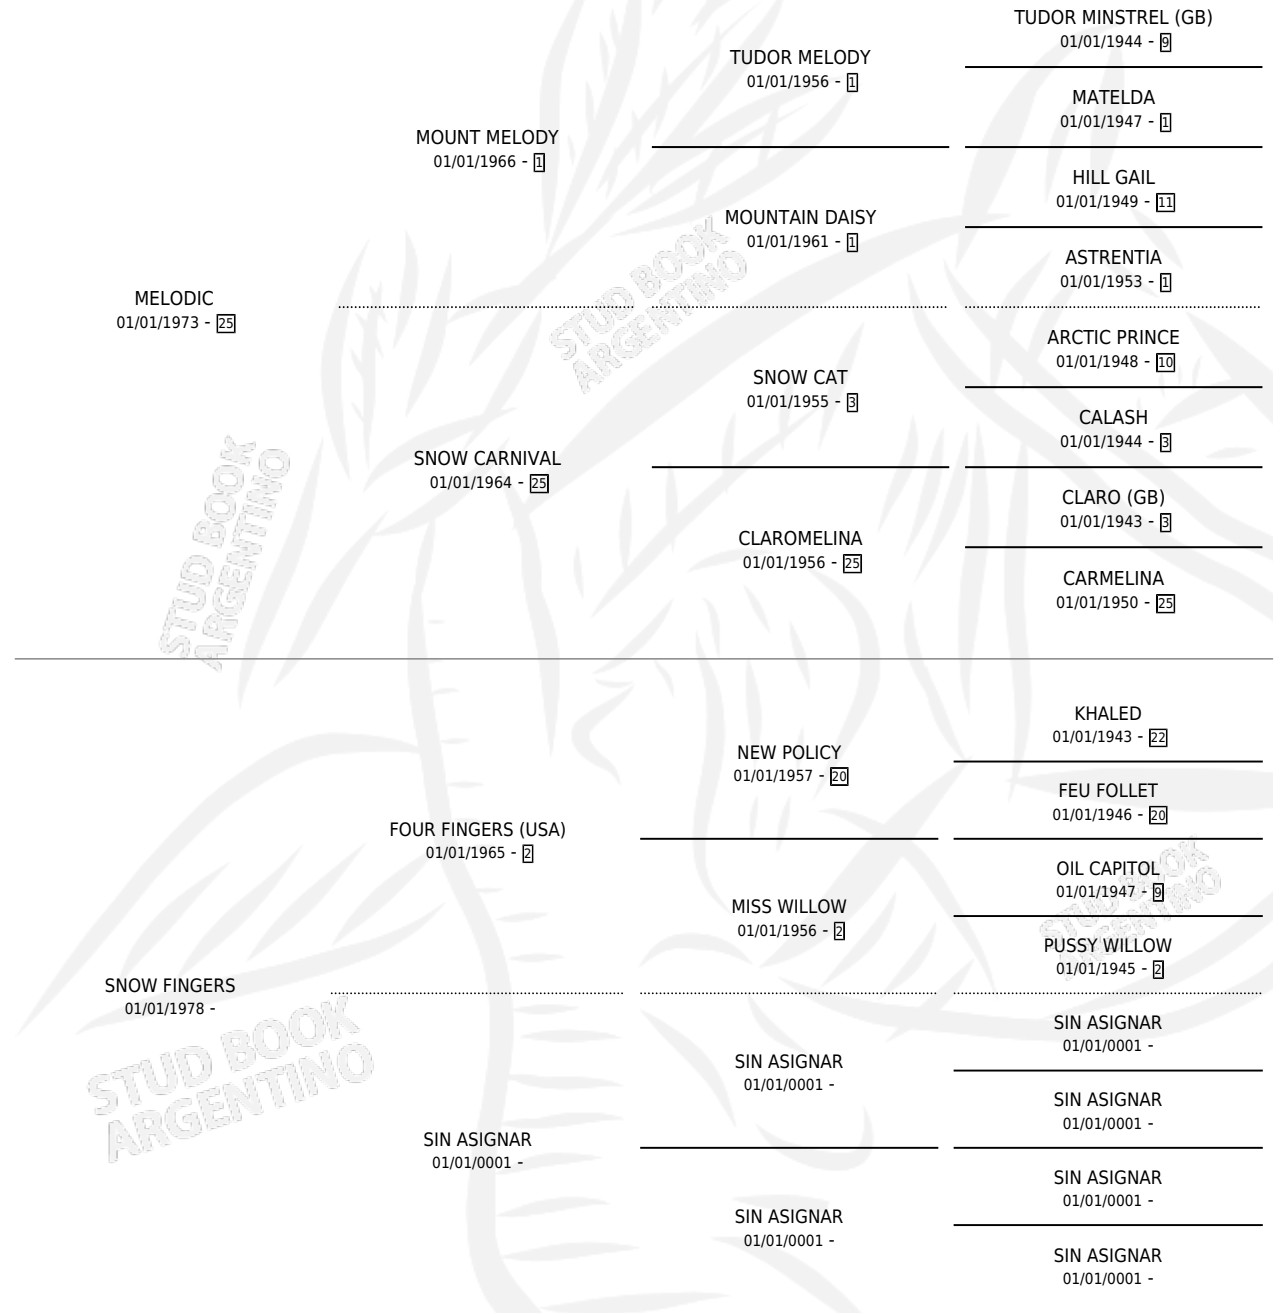 TUDOR MINSTREL (GB)
01/01/1944 - 9
TUDOR MELODY
01/01/1956 - 1
MATELDA
01/01/1947 - 1
MOUNT MELODY
01/01/1966 - 1
HILL GAIL
01/01/1949 - 11
MOUNTAIN DAISY
01/01/1961 - 1
ASTRENTIA
01/01/1953 - 1
MELODIC
01/01/1973 - 25
ARCTIC PRINCE
01/01/1948 - 10
SNOW CAT
01/01/1955 - 3
CALASH
01/01/1944 - 3
SNOW CARNIVAL
01/01/1964 - 25
CLARO (GB)
01/01/1943 - 3
CLAROMELINA
01/01/1956 - 25
CARMELINA
01/01/1950 - 25
KHALED
01/01/1943 - 22
NEW POLICY
01/01/1957 - 20
FEU FOLLET
01/01/1946 - 20
FOUR FINGERS (USA)
01/01/1965 - 2
OIL CAPITOL
01/01/1947 - 9
MISS WILLOW
01/01/1956 - 2
PUSSY WILLOW
01/01/1945 - 2
SNOW FINGERS
01/01/1978 -
SIN ASIGNAR
01/01/0001 -
SIN ASIGNAR
01/01/0001 -
SIN ASIGNAR
01/01/0001 -
SIN ASIGNAR
01/01/0001 -
SIN ASIGNAR
01/01/0001 -
SIN ASIGNAR
01/01/0001 -
SIN ASIGNAR
01/01/0001 -
STUD BOOK
ARGENTINO
STUD BOOK
ARGENTINO
STUD BOOK
ARGENTINO
STUD BOOK
ARGENTINO